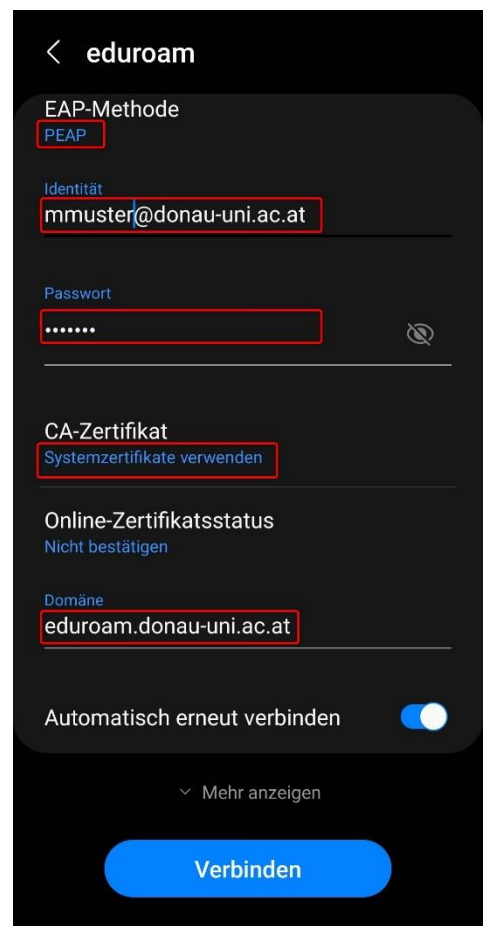 eduroam
EAP-Methode
PEAP
Identität
mmuster@donau-uni.ac.at
Passwort
•••••••
CA-Zertifikat
Systemzertifikate verwenden
Online-Zertifikatsstatus
Nicht bestätigen
Domäne
eduroam.donau-uni.ac.at
Automatisch erneut verbinden
Mehr anzeigen
Verbinden